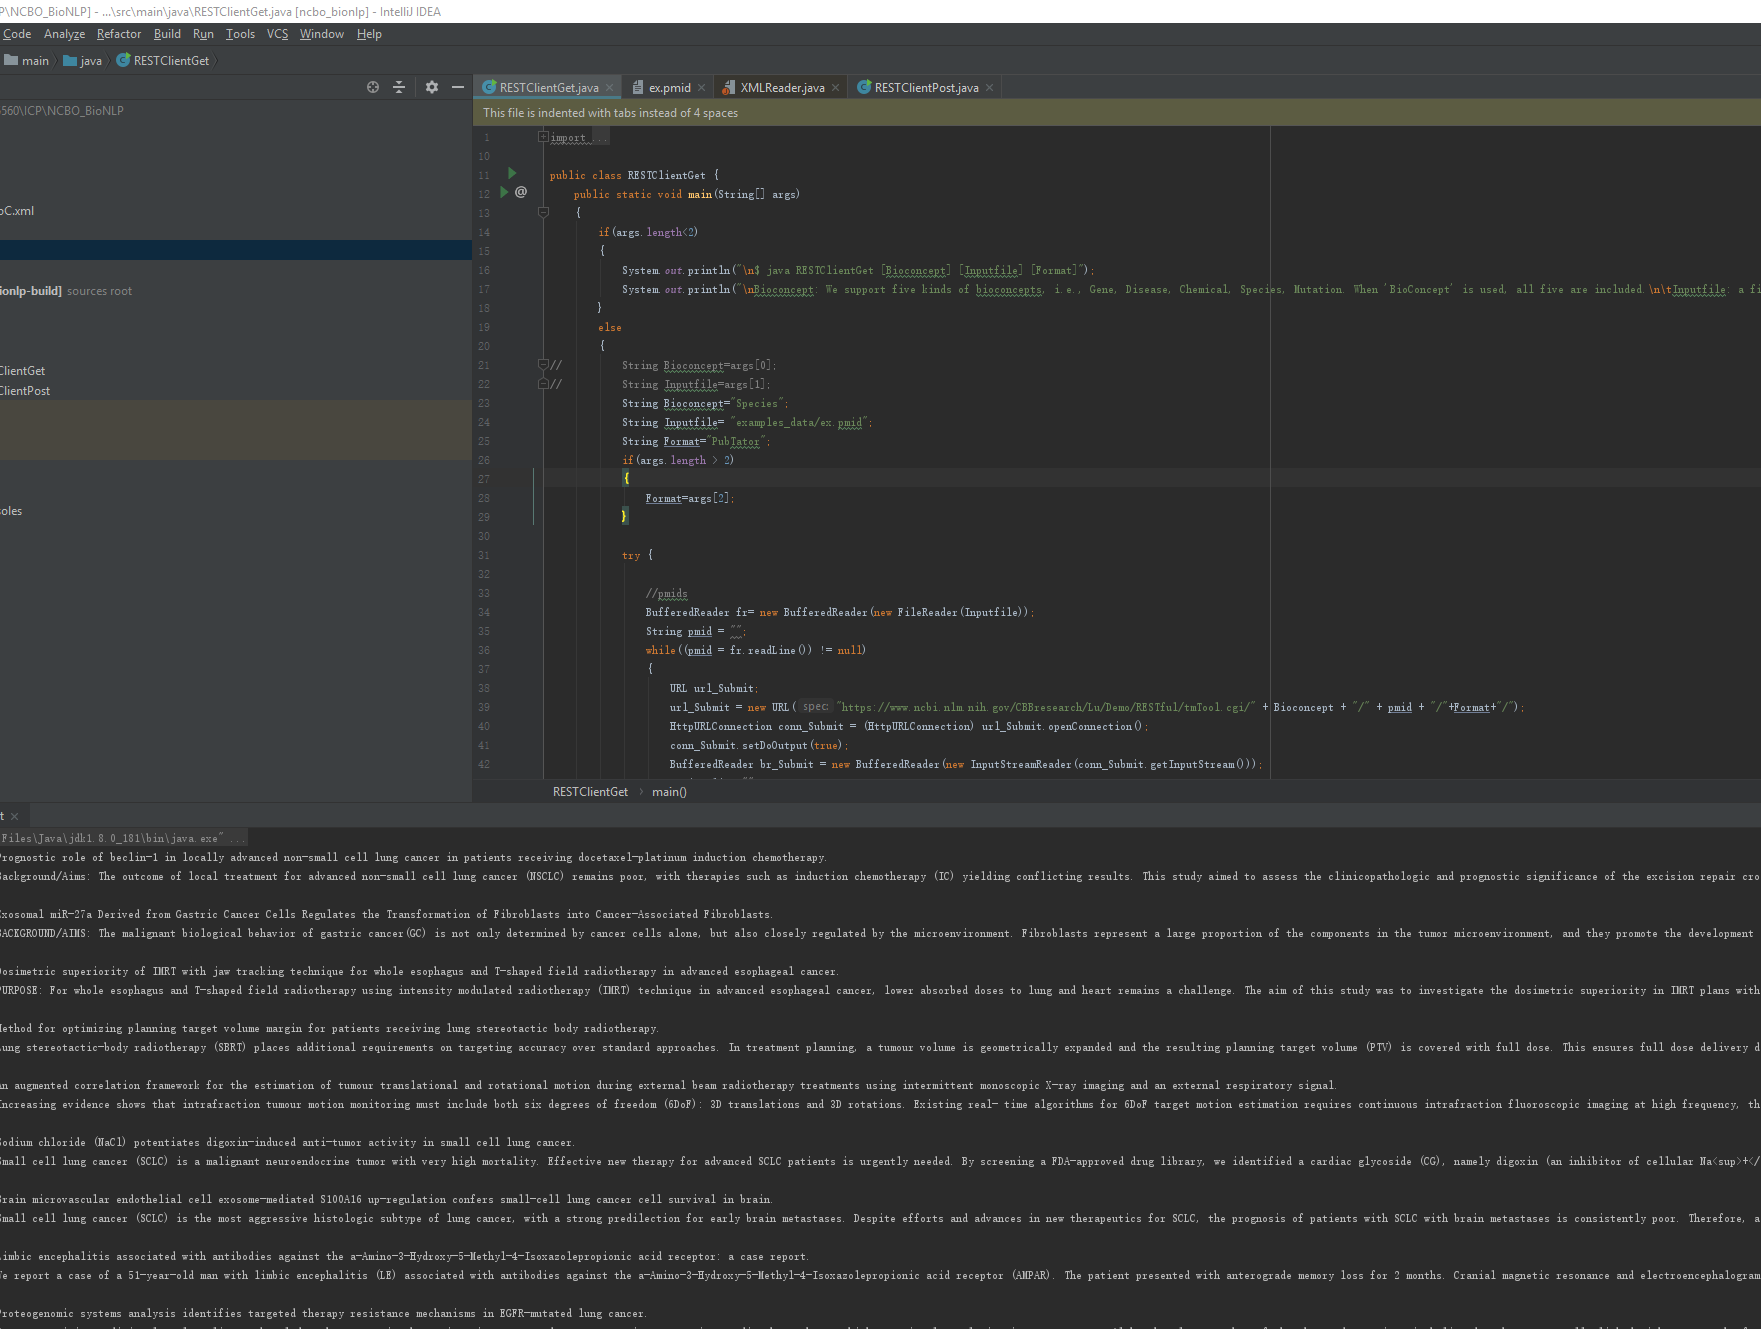 P\NCBO_BioNLP] - ...\src\main\java\RESTClientGet.java [ncbo_bionlp] - IntelliJ IDEA
Code Analyze Refactor Build Run Tools VCS Window Help
main java RESTClientGet
RESTClientGet.java ex.pmid XMLReader.java RESTClientPost.java
560\ICP\NCBO_BioNLP
oC.xml
ionlp-build] sources root
ClientGet
ClientPost
soles
This file is indented with tabs instead of 4 spaces
1 import ...
10
11 public class RESTClientGet {
12 @ public static void main(String[] args)
13 {
14 if(args.length<2)
15 {
16 System.out.println("\n$ java RESTClientGet [Bioconcept] [Inputfile] [Format]");
17 System.out.println("\nBioconcept: We support five kinds of bioconcepts, i.e., Gene, Disease, Chemical, Species, Mutation. When 'BioConcept' is used, all five are included.\n\tInputfile: a fi
18 }
19 else
20 {
21 // String Bioconcept=args[0];
22 // String Inputfile=args[1];
23 String Bioconcept="Species";
24 String Inputfile= "examples_data/ex.pmid";
25 String Format="PubTator";
26 if(args.length > 2)
27 {
28 Format=args[2];
29 }
30
31 try {
32
33 //pmids
34 BufferedReader fr= new BufferedReader(new FileReader(Inputfile));
35 String pmid = "";
36 while((pmid = fr.readLine()) != null)
37 {
38 URL url_Submit;
39 url_Submit = new URL( spec: "https://www.ncbi.nlm.nih.gov/CBBresearch/Lu/Demo/RESTful/tmTool.cgi/" + Bioconcept + "/" + pmid + "/"+Format+"/");
40 HttpURLConnection conn_Submit = (HttpURLConnection) url_Submit.openConnection();
41 conn_Submit.setDoOutput(true);
42 BufferedReader br_Submit = new BufferedReader(new InputStreamReader(conn_Submit.getInputStream()));
RESTClientGet main()
t
Files\Java\jdk1.8.0_181\bin\java.exe" ...
Prognostic role of beclin-1 in locally advanced non-small cell lung cancer in patients receiving docetaxel-platinum induction chemotherapy.
Background/Aims: The outcome of local treatment for advanced non-small cell lung cancer (NSCLC) remains poor, with therapies such as induction chemotherapy (IC) yielding conflicting results. This study aimed to assess the clinicopathologic and prognostic significance of the excision repair cro
Exosomal miR-27a Derived from Gastric Cancer Cells Regulates the Transformation of Fibroblasts into Cancer-Associated Fibroblasts.
BACKGROUND/AIMS: The malignant biological behavior of gastric cancer(GC) is not only determined by cancer cells alone, but also closely regulated by the microenvironment. Fibroblasts represent a large proportion of the components in the tumor microenvironment, and they promote the development
Dosimetric superiority of IMRT with jaw tracking technique for whole esophagus and T-shaped field radiotherapy in advanced esophageal cancer.
PURPOSE: For whole esophagus and T-shaped field radiotherapy using intensity modulated radiotherapy (IMRT) technique in advanced esophageal cancer, lower absorbed doses to lung and heart remains a challenge. The aim of this study was to investigate the dosimetric superiority in IMRT plans with
Method for optimizing planning target volume margin for patients receiving lung stereotactic body radiotherapy.
Lung stereotactic-body radiotherapy (SBRT) places additional requirements on targeting accuracy over standard approaches. In treatment planning, a tumour volume is geometrically expanded and the resulting planning target volume (PTV) is covered with full dose. This ensures full dose delivery d
An augmented correlation framework for the estimation of tumour translational and rotational motion during external beam radiotherapy treatments using intermittent monoscopic X-ray imaging and an external respiratory signal.
Increasing evidence shows that intrafraction tumour motion monitoring must include both six degrees of freedom (6DoF): 3D translations and 3D rotations. Existing real- time algorithms for 6DoF target motion estimation requires continuous intrafraction fluoroscopic imaging at high frequency, th
Sodium chloride (NaCl) potentiates digoxin-induced anti-tumor activity in small cell lung cancer.
Small cell lung cancer (SCLC) is a malignant neuroendocrine tumor with very high mortality. Effective new therapy for advanced SCLC patients is urgently needed. By screening a FDA-approved drug library, we identified a cardiac glycoside (CG), namely digoxin (an inhibitor of cellular Na<sup>+</
Brain microvascular endothelial cell exosome-mediated S100A16 up-regulation confers small-cell lung cancer cell survival in brain.
Small cell lung cancer (SCLC) is the most aggressive histologic subtype of lung cancer, with a strong predilection for early brain metastases. Despite efforts and advances in new therapeutics for SCLC, the prognosis of patients with SCLC with brain metastases is consistently poor. Therefore, a
Limbic encephalitis associated with antibodies against the a-Amino-3-Hydroxy-5-Methyl-4-Isoxazolepropionic acid receptor: a case report.
We report a case of a 51-year-old man with limbic encephalitis (LE) associated with antibodies against the a-Amino-3-Hydroxy-5-Methyl-4-Isoxazolepropionic acid receptor (AMPAR). The patient presented with anterograde memory loss for 2 months. Cranial magnetic resonance and electroencephalogram
Proteogenomic systems analysis identifies targeted therapy resistance mechanisms in EGFR-mutated lung cancer.